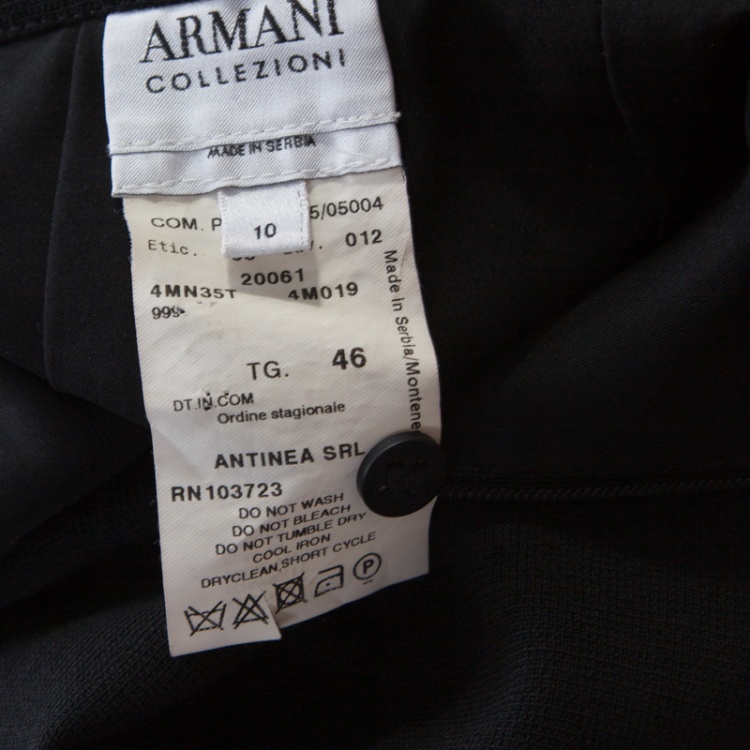 ARMANI
COLLEZIONI
MADE IN SERBIA
10
COM. P 5/05004
Etic. 012
20061
4MN35T 4M019
TG. 46
DT.IN.COM
Ordine stagionale
Made In Serbia/Montene
ANTINEA SRL
RN103723
DO NOT WASH
DO NOT BLEACH
DO NOT TUMBLE DRY
COOL IRON
DRYCLEAN,SHORT CYCLE
P